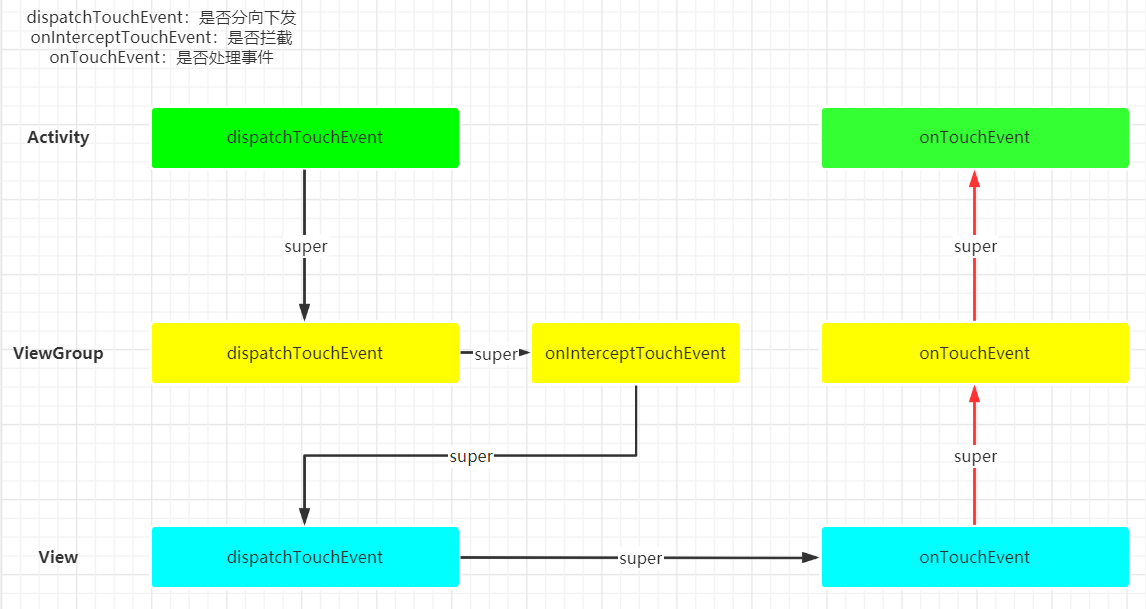 dispatchTouchEvent：是否分向下发
onInterceptTouchEvent：是否拦截
onTouchEvent：是否处理事件
Activity
dispatchTouchEvent
onTouchEvent
super
super
ViewGroup
dispatchTouchEvent
super
onInterceptTouchEvent
onTouchEvent
super
super
View
dispatchTouchEvent
super
onTouchEvent